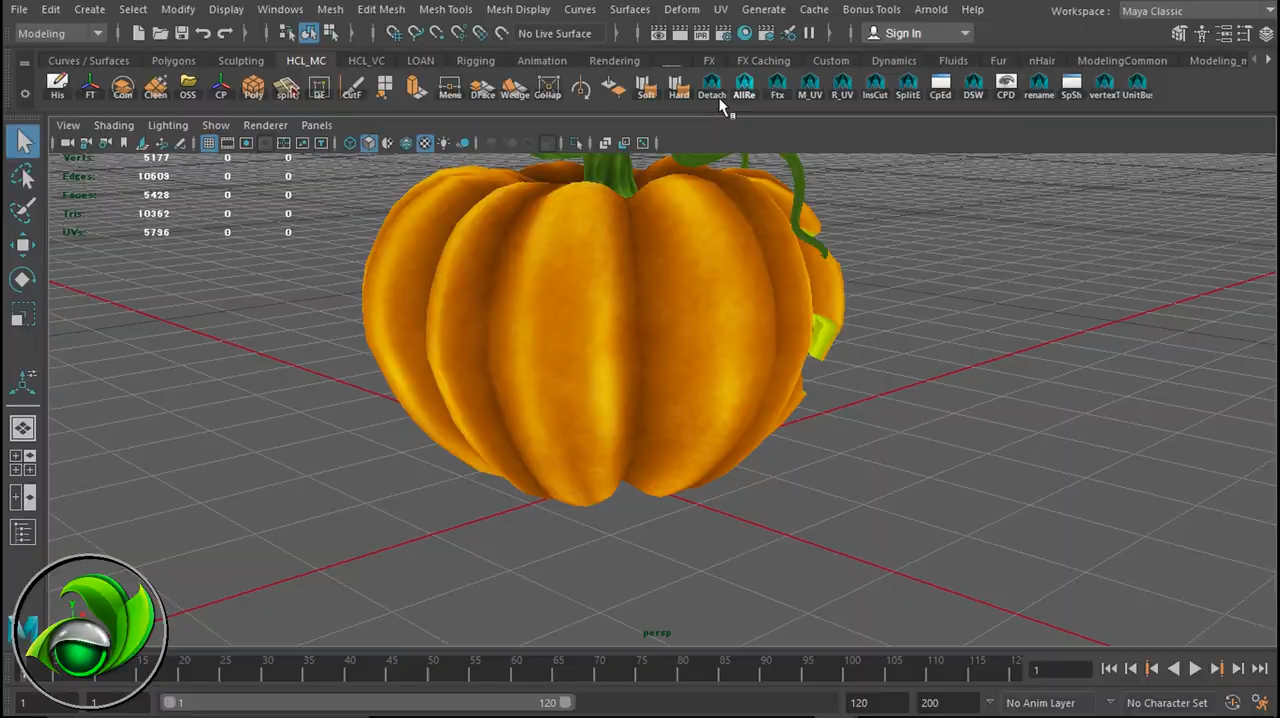 File Edit Create Select Modify Display Windows Mesh Edit Mesh Mesh Tools Mesh Display Curves Surfaces Deform UV Generate Cache Bonus Tools Arnold Help Workspace : Maya Classic
Modeling No Live Surface Sign In
Curves / Surfaces Polygons Sculpting HCL_MC HCL_VC LOAN Rigging Animation Rendering FX FX Caching Custom Dynamics Fluids Fur nHair ModelingCommon Modeling_n
His FT Com Cheen OSS CP Poly split DE CutF Menu DFace Wedge Collap Soft Hard Detach AllRe Ftx M_UV R_UV InsCut SplitE CpEd DSW CPD rename SpSh vertexT UnitBus
View Shading Lighting Show Renderer Panels
Verts: 5177 0 0
Edges: 10609 0 0
Faces: 5428 0 0
Tris: 10362 0 0
UVs: 5796 0 0
persp
15 20 25 30 35 40 45 50 55 60 65 70 75 80 85 90 95 100 105 110 115 12 1
1 1 1 120 120 200 No Anim Layer No Character Set